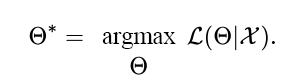 Θ* = argmax ℒ(Θ|𝒳).
Θ